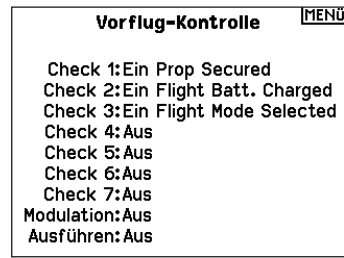 Vorflug-Kontrolle
MENÜ
Check 1:Ein Prop Secured
Check 2:Ein Flight Batt. Charged
Check 3:Ein Flight Mode Selected
Check 4:Aus
Check 5:Aus
Check 6:Aus
Check 7:Aus
Modulation:Aus
Ausführen:Aus